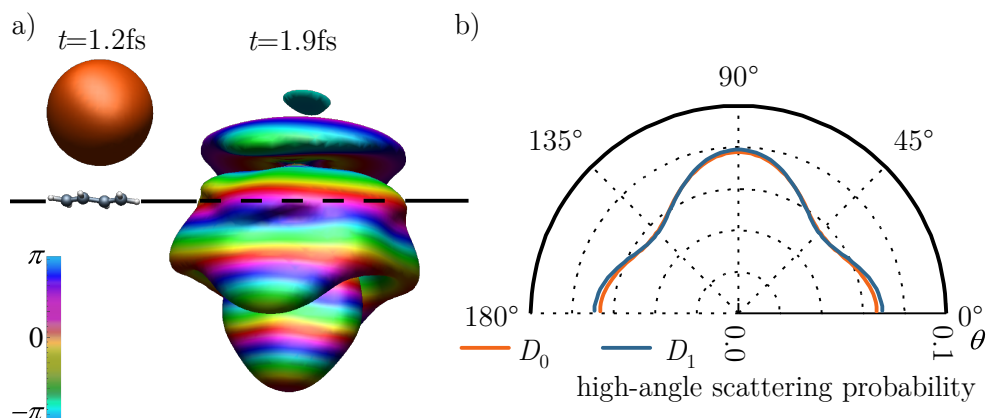 a)
t=1.2fs
t=1.9fs
π
0
−π
b)
90°
135°
45°
180°
0°
θ
0.0
0.1
D₀
D₁
high-angle scattering probability